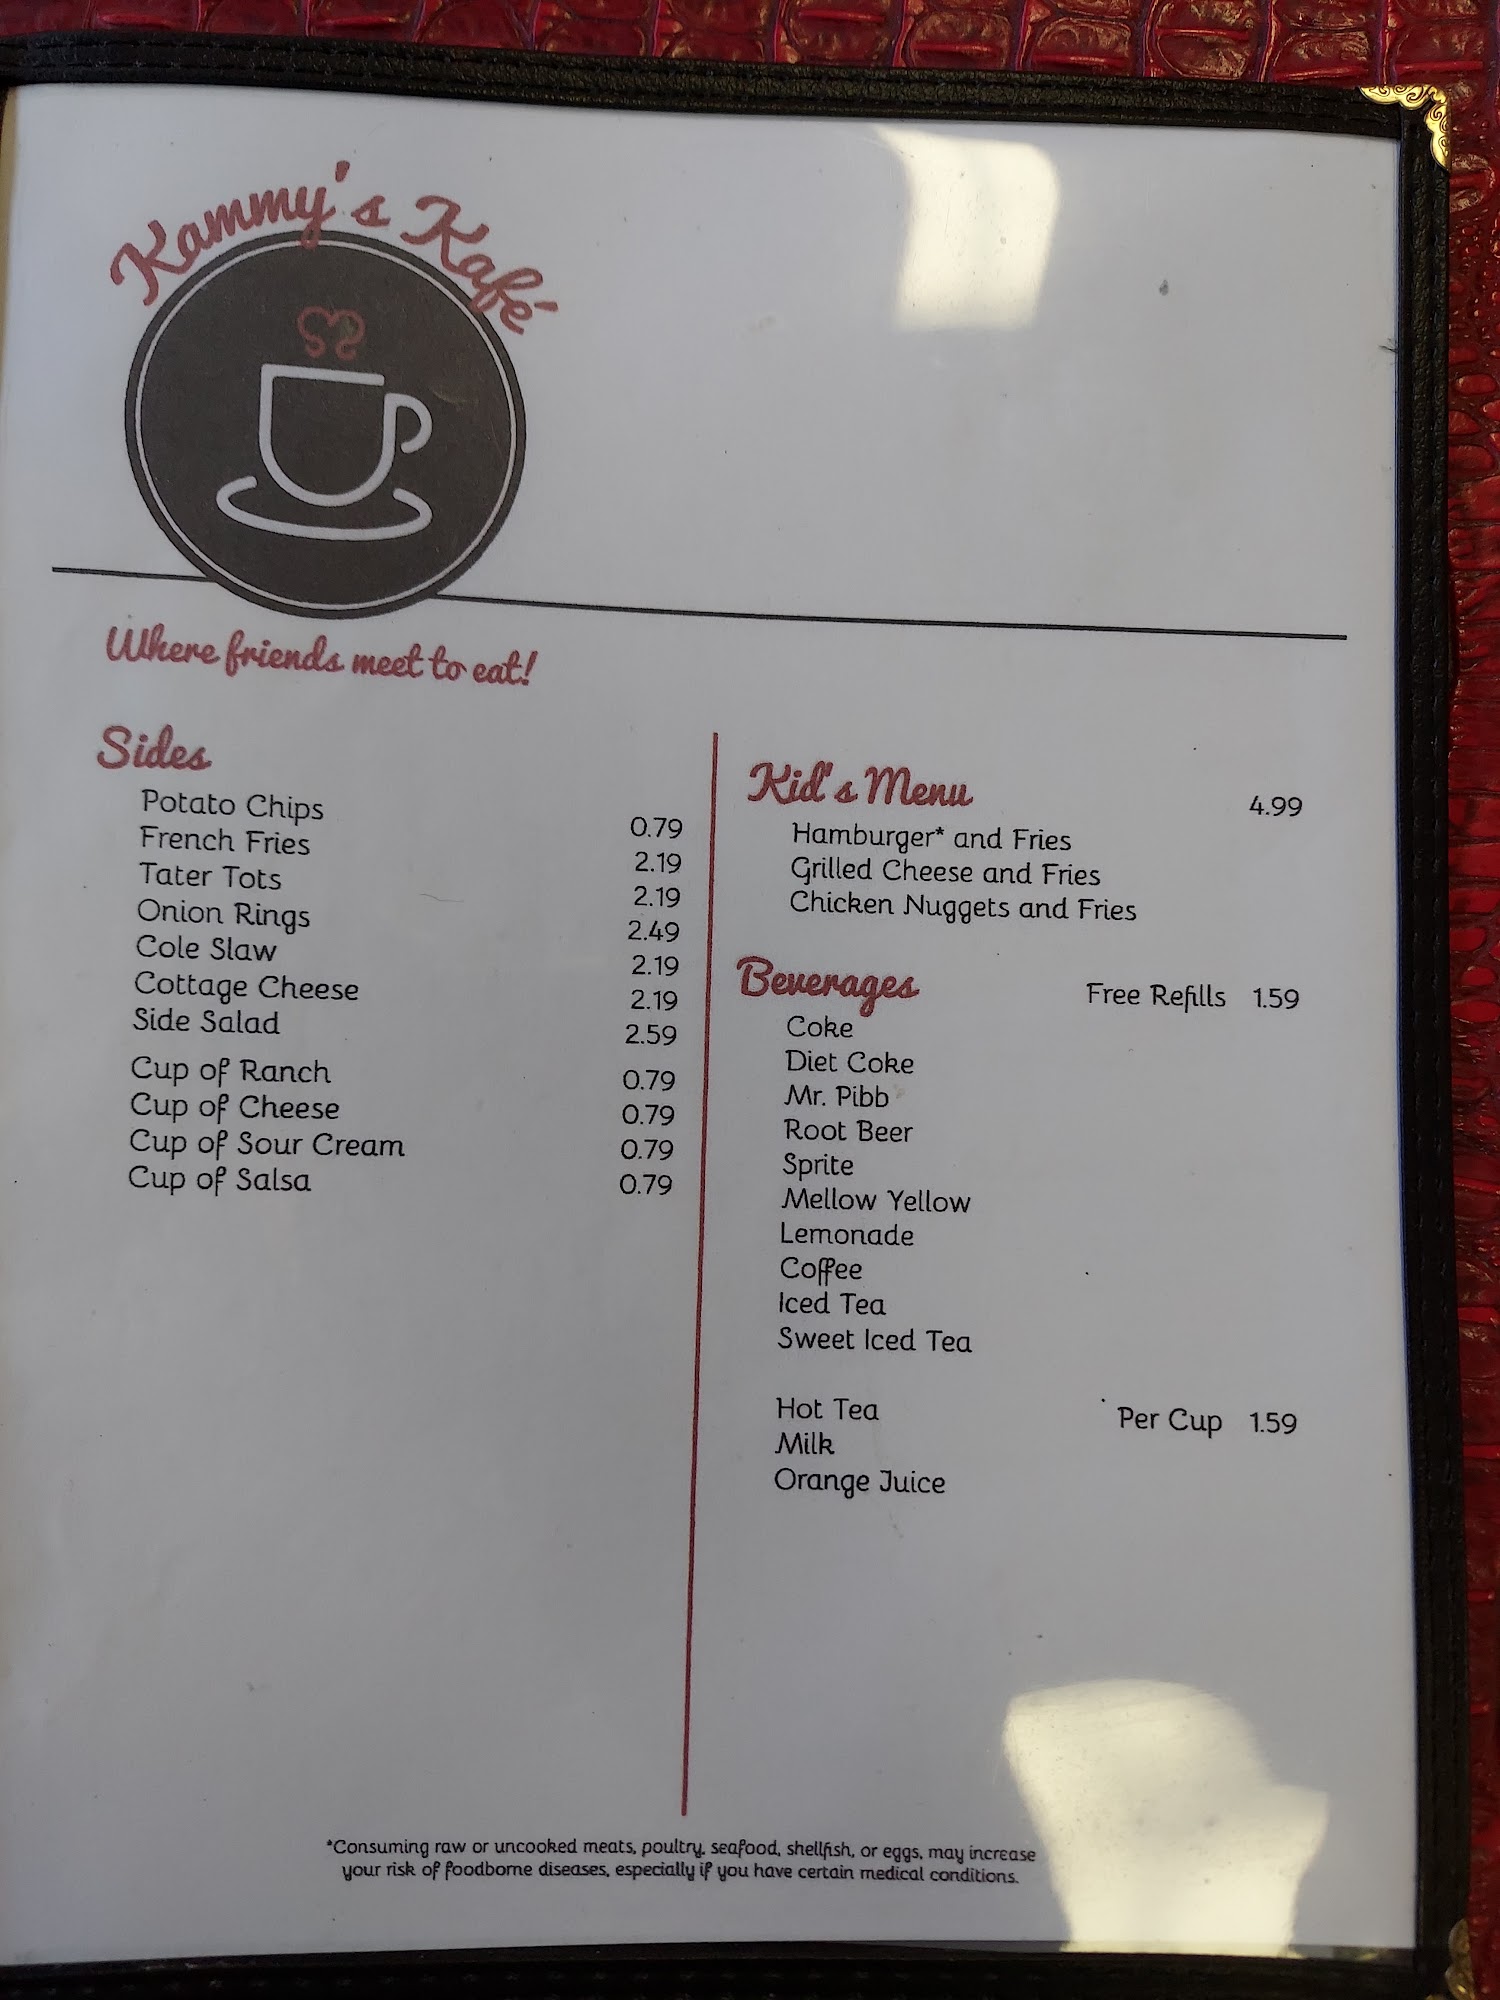 Kammy's Kafé
Where friends meet to eat!
Sides
Potato Chips 0.79
French Fries 2.19
Tater Tots 2.19
Onion Rings 2.49
Cole Slaw 2.19
Cottage Cheese 2.19
Side Salad 2.59
Cup of Ranch 0.79
Cup of Cheese 0.79
Cup of Sour Cream 0.79
Cup of Salsa 0.79
Kid's Menu 4.99
Hamburger* and Fries
Grilled Cheese and Fries
Chicken Nuggets and Fries
Beverages Free Refills 1.59
Coke
Diet Coke
Mr. Pibb
Root Beer
Sprite
Mellow Yellow
Lemonade
Coffee
Iced Tea
Sweet Iced Tea
Hot Tea Per Cup 1.59
Milk
Orange Juice
*Consuming raw or uncooked meats, poultry, seafood, shellfish, or eggs, may increase
your risk of foodborne diseases, especially if you have certain medical conditions.